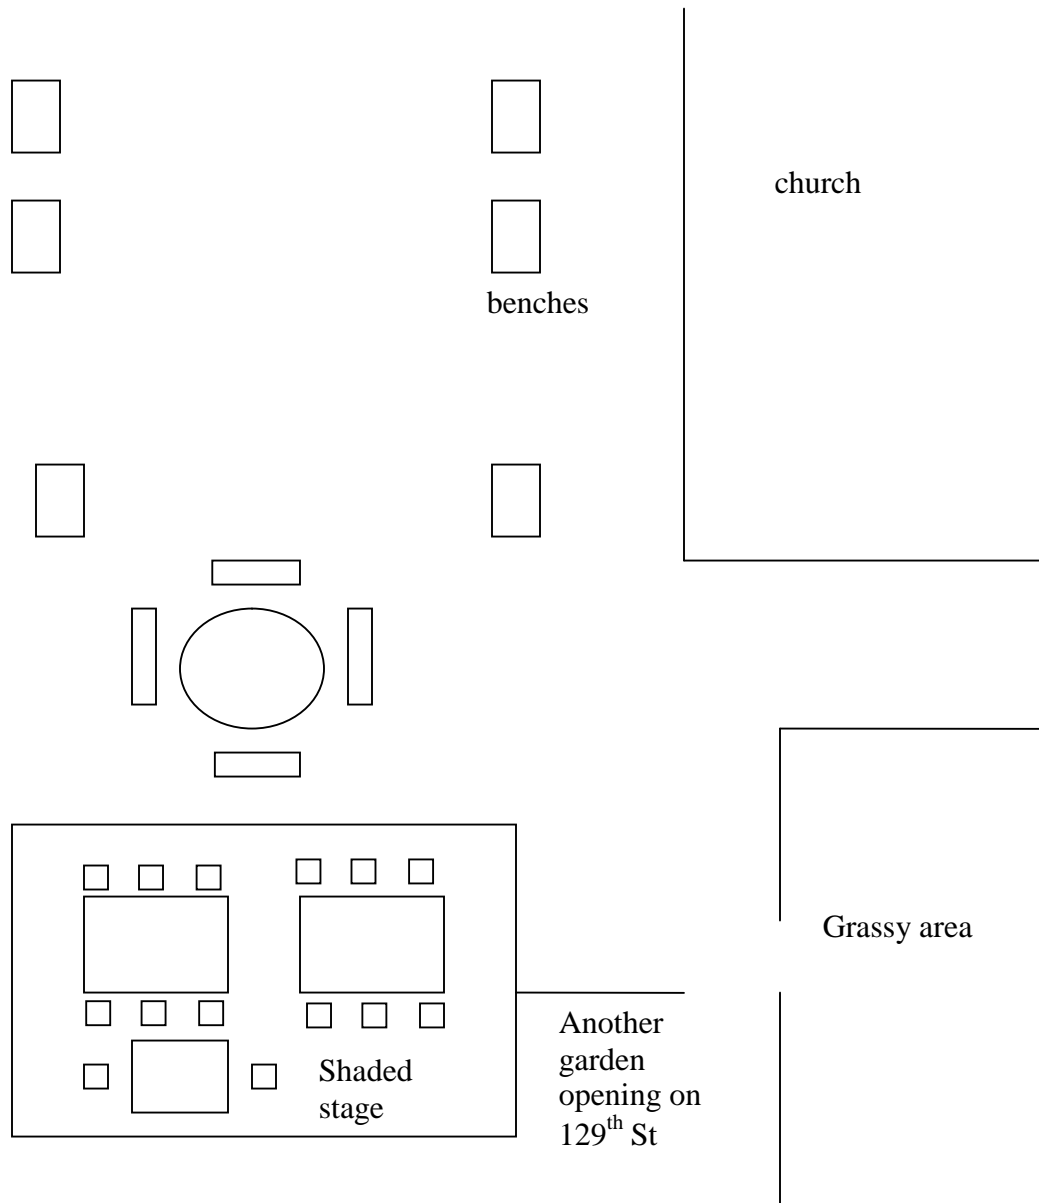 church
benches
Grassy area
Another
garden
opening on
129th St
Shaded
stage